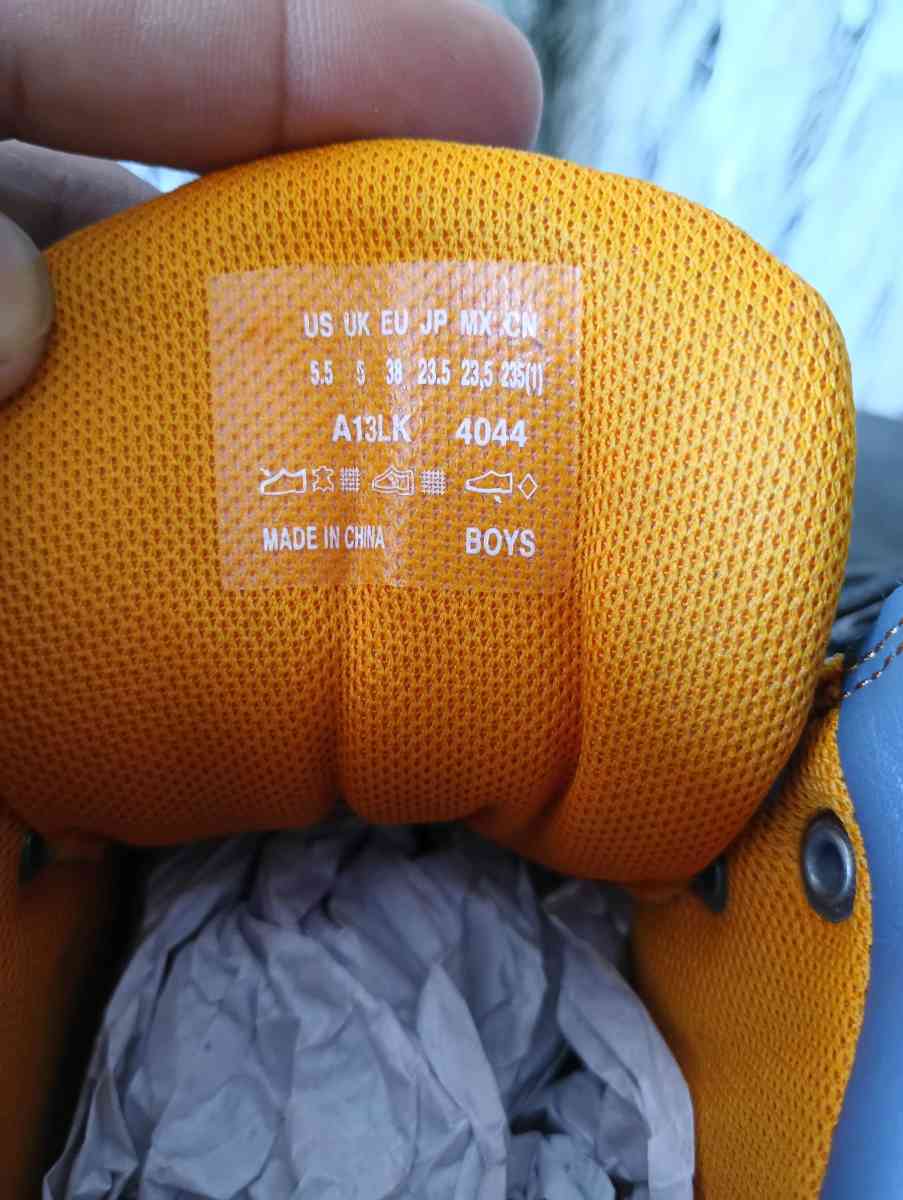 US UK EU JP MX CN
5.5 5 38 23.5 23,5 235(1)
A13LK 4044
MADE IN CHINA BOYS